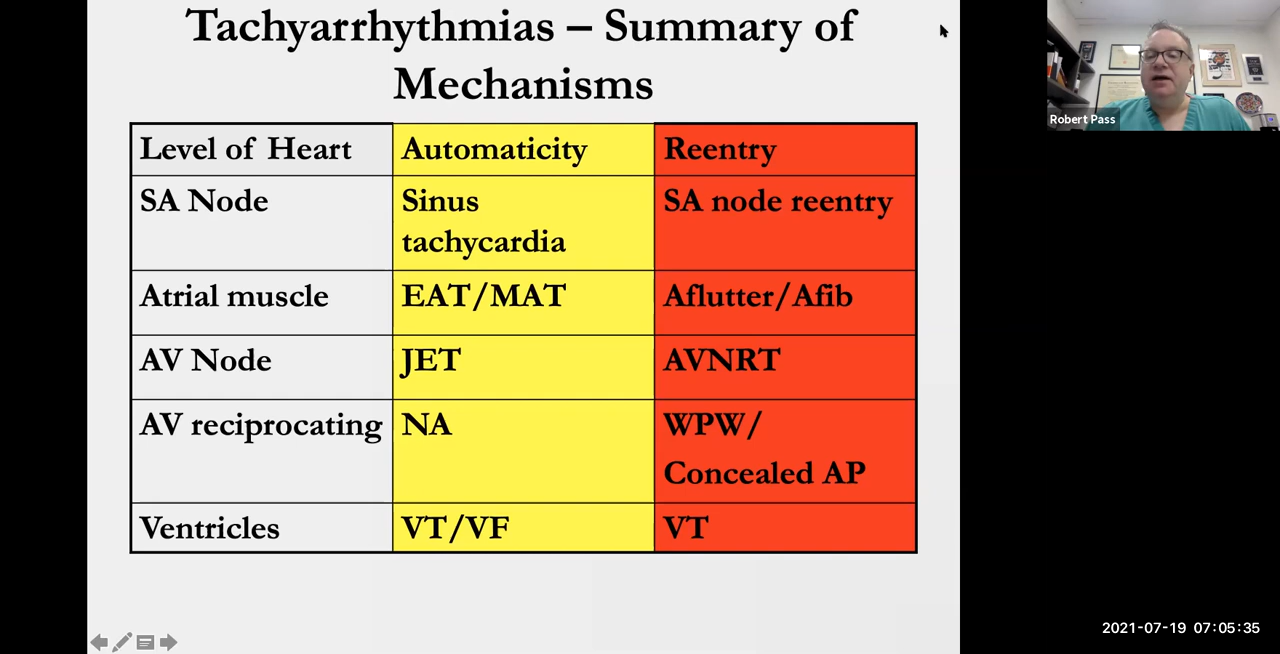 Tachyarrhythmias – Summary of
Mechanisms
Level of Heart
Automaticity
Reentry
SA Node
Sinus
tachycardia
SA node reentry
Atrial muscle
EAT/MAT
Aflutter/Afib
AV Node
JET
AVNRT
AV reciprocating
NA
WPW/
Concealed AP
Ventricles
VT/VF
VT
Robert Pass
2021-07-19 07:05:35